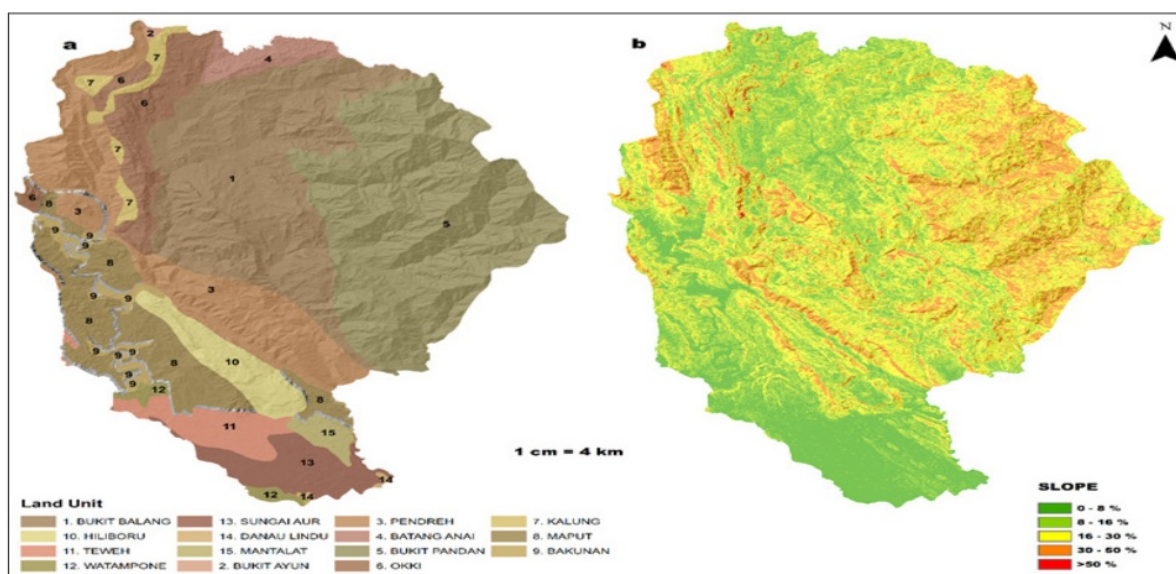 a
b
N
2
7
4
7
6
6
1
7
5
6
8
3
7
9
9
9
8
3
9
9
8
10
9
9
9
8
9
9
12
8
11
15
13
14
12
14
1 cm = 4 km
Land Unit
1. BUKIT BALANG
13. SUNGAI AUR
3. PENDREH
7. KALUNG
10. HILIBORU
14. DANAU LINDU
4. BATANG ANAI
8. MAPUT
11. TEWEH
15. MANTALAT
5. BUKIT PANDAN
9. BAKUNAN
12. WATAMPONE
2. BUKIT AYUN
6. OKKI
SLOPE
0 - 8 %
8 - 16 %
16 - 30 %
30 - 50 %
>50 %